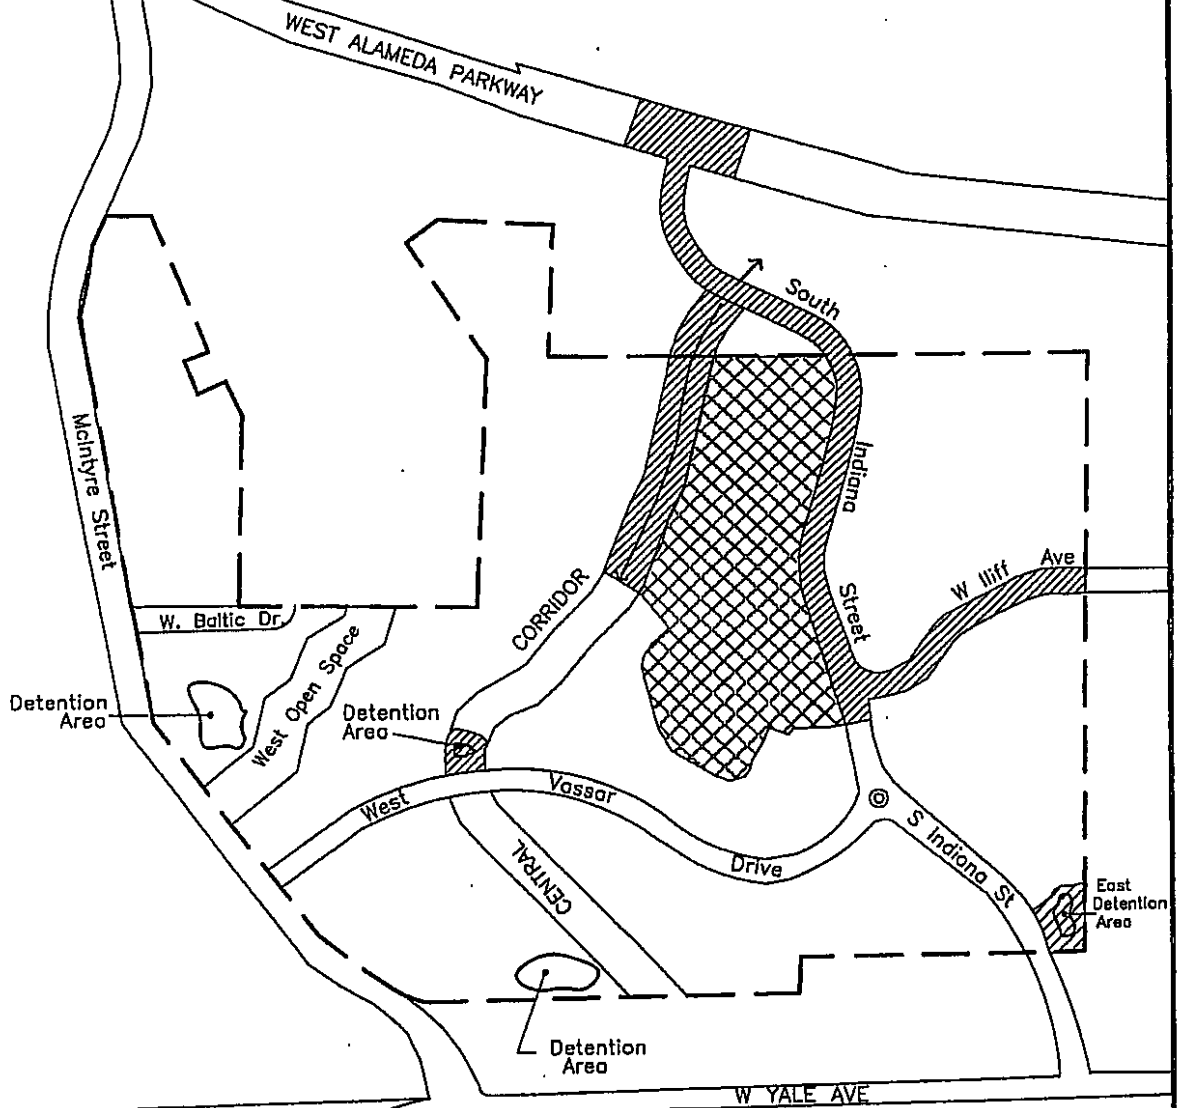 WEST ALAMEDA PARKWAY
South
McIntyre Street
Indiana
Street
W Iliff Ave
CORRIDOR
W. Baltic Dr.
West Open Space
Detention
Area
Detention
Area
West Vassar Drive
S Indiana St
CENTRAL
East
Detention
Area
Detention
Area
W YALE AVE